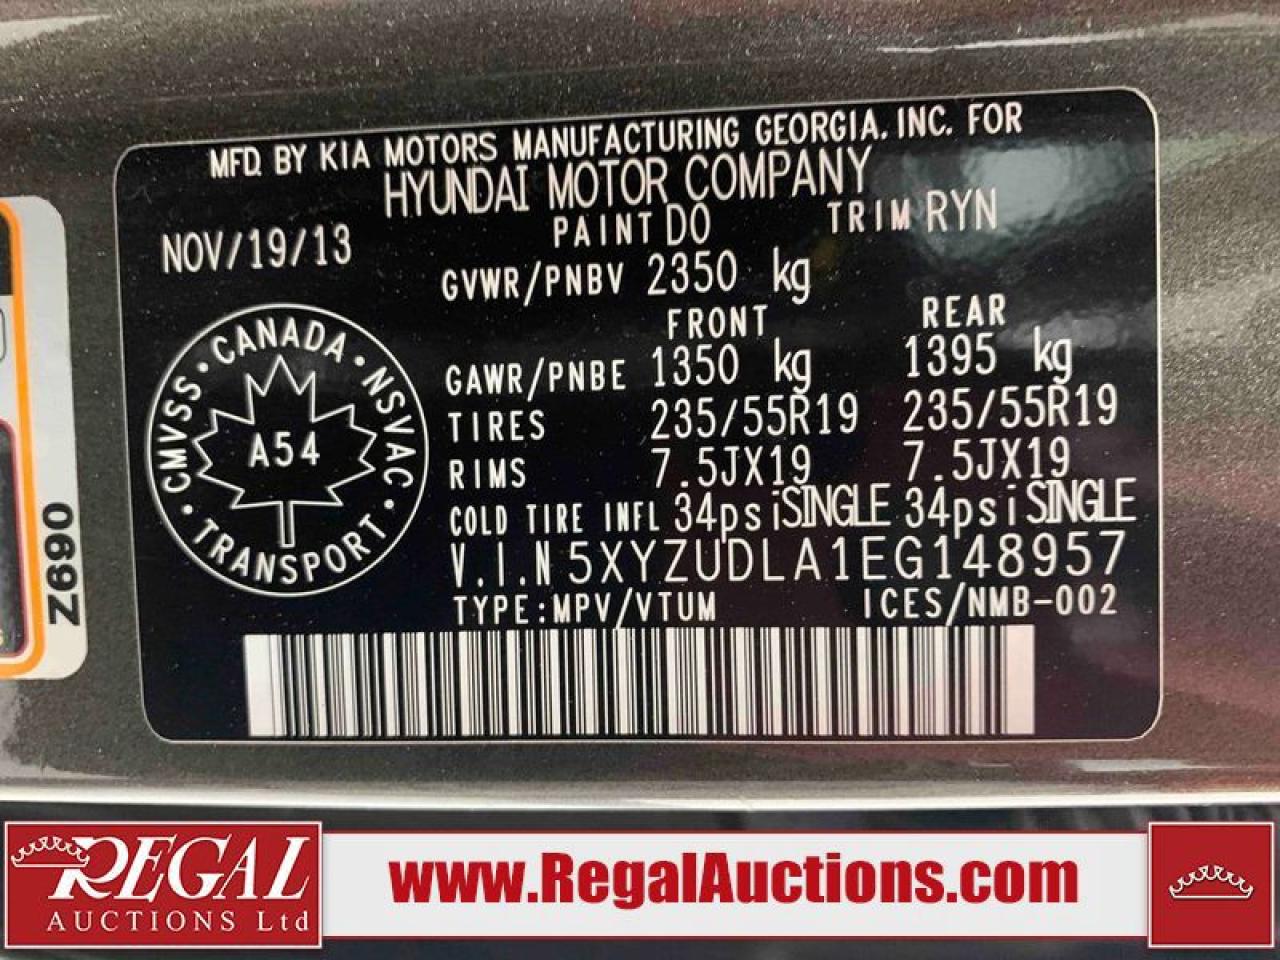 MFD. BY KIA MOTORS MANUFACTURING GEORGIA. INC. FOR
HYUNDAI MOTOR COMPANY
NOV/19/13
PAINT DO
TRIM RYN
GVWR/PNBV 2350 kg
FRONT REAR
GAWR/PNBE 1350 kg 1395 kg
TIRES 235/55R19 235/55R19
RIMS 7.5JX19 7.5JX19
COLD TIRE INFL 34psi SINGLE 34psi SINGLE
V.I.N 5XYZUDLA1EG148957
TYPE:MPV/VTUM ICES/NMB-002
CMVSS • CANADA • NSVAC • TRANSPORT •
A54
Z690
REGAL
AUCTIONS Ltd
www.RegalAuctions.com